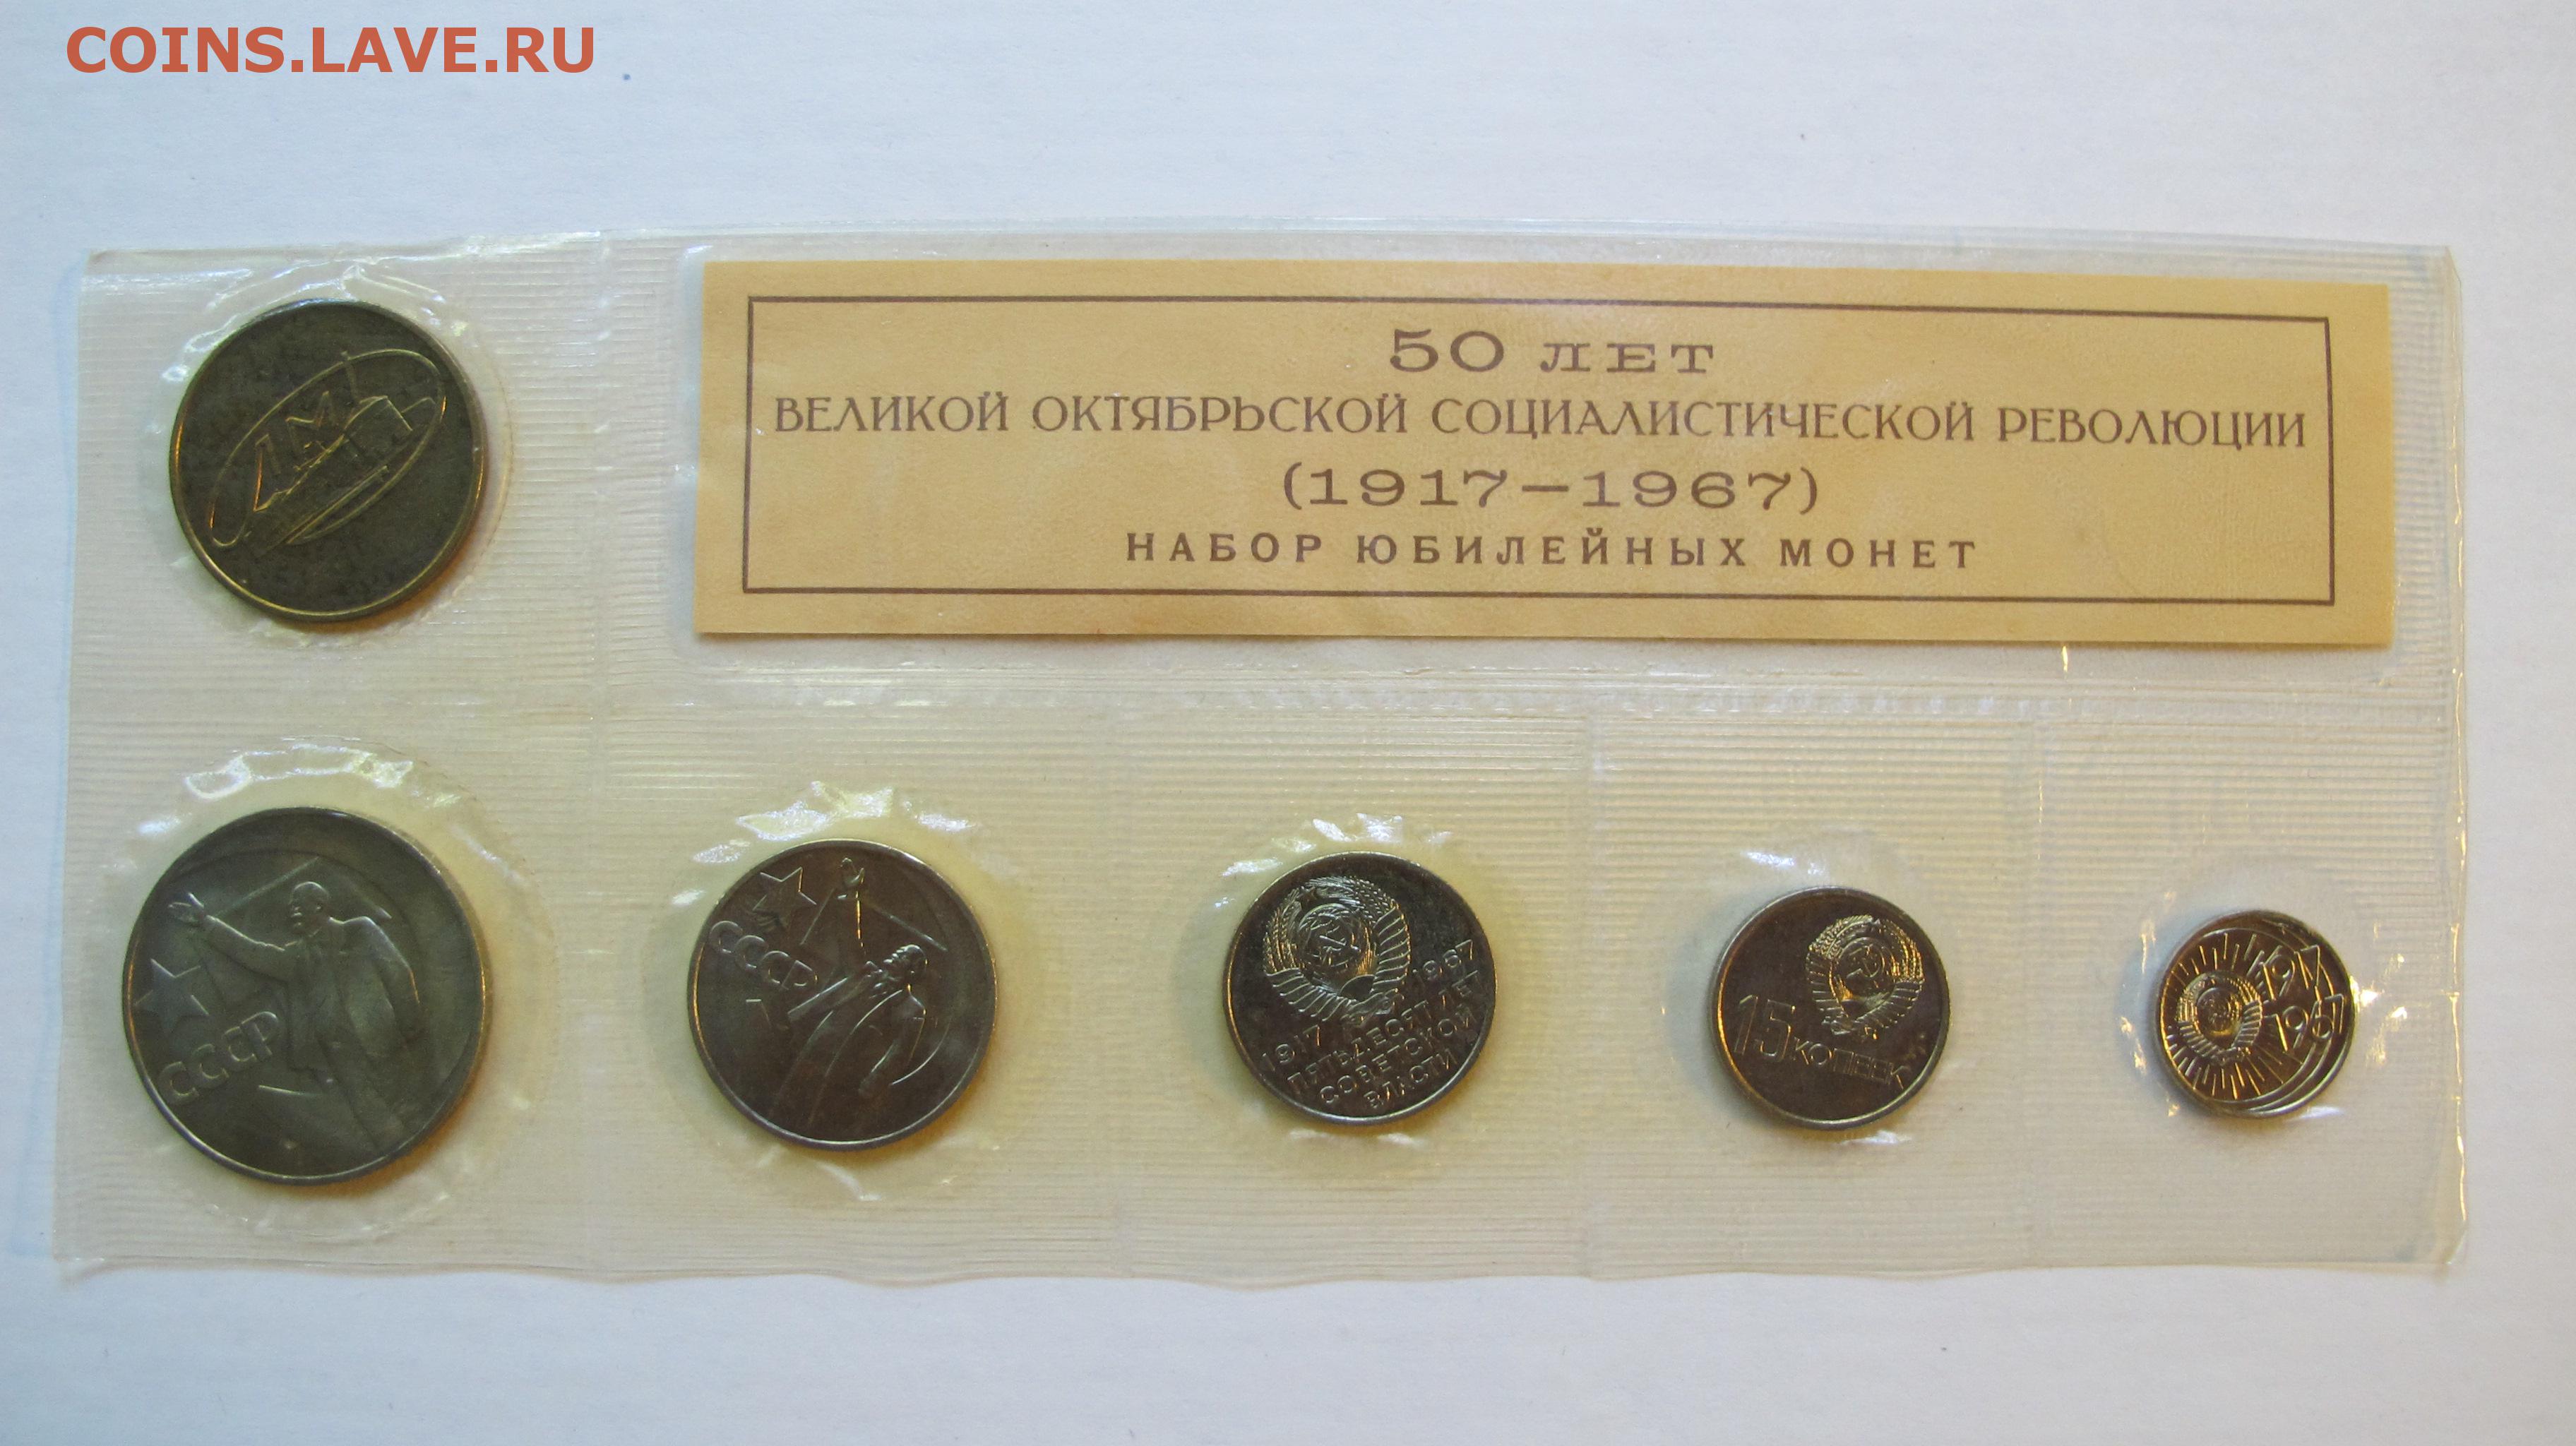 COINS.LAVE.RU
50 ЛЕТ
ВЕЛИКОЙ ОКТЯБРЬСКОЙ СОЦИАЛИСТИЧЕСКОЙ РЕВОЛЮЦИИ
(1917—1967)
НАБОР ЮБИЛЕЙНЫХ МОНЕТ
ЛМД
СССР
СССР
1917 1967
ПЯТЬДЕСЯТ ЛЕТ
СОВЕТСКОЙ
ВЛАСТИ
15 КОПЕЕК
1917
1967